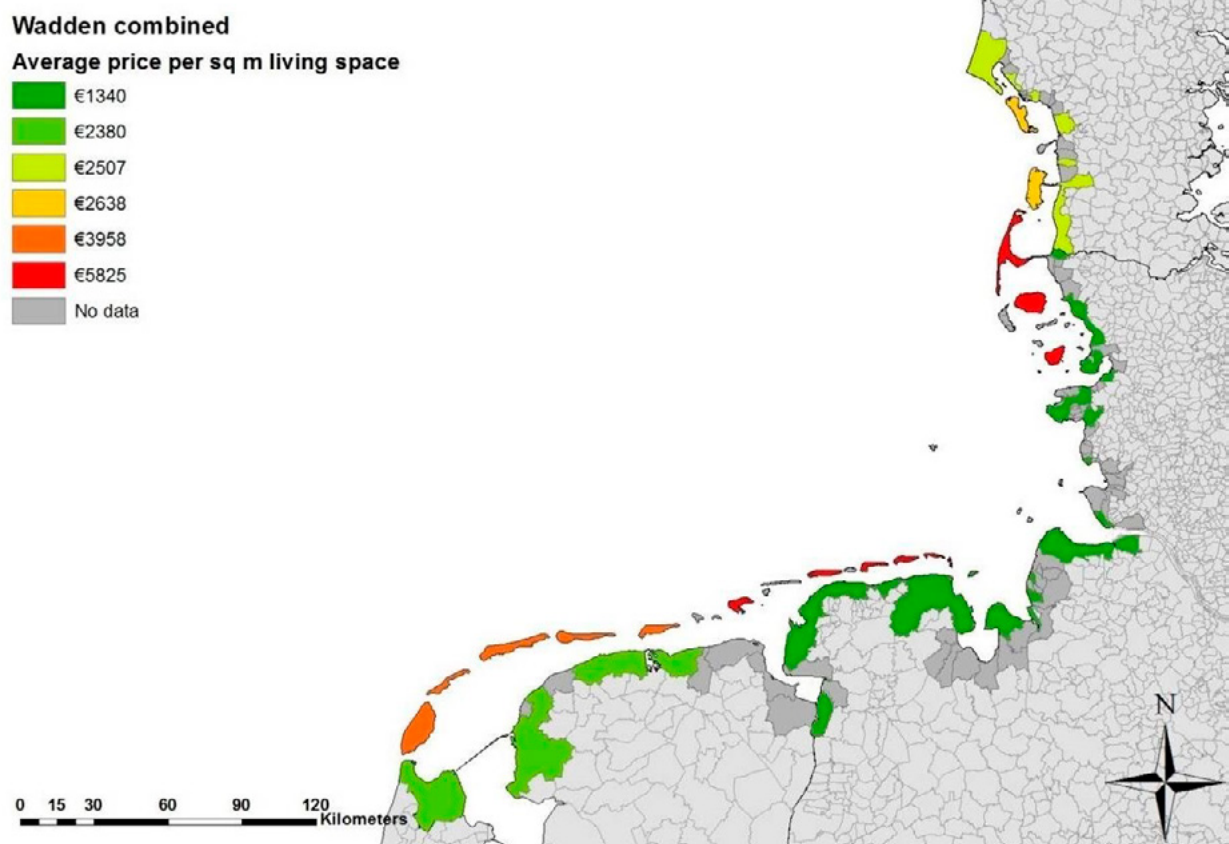 Wadden combined
Average price per sq m living space
€1340
€2380
€2507
€2638
€3958
€5825
No data
N
0 15 30 60 90 120
Kilometers